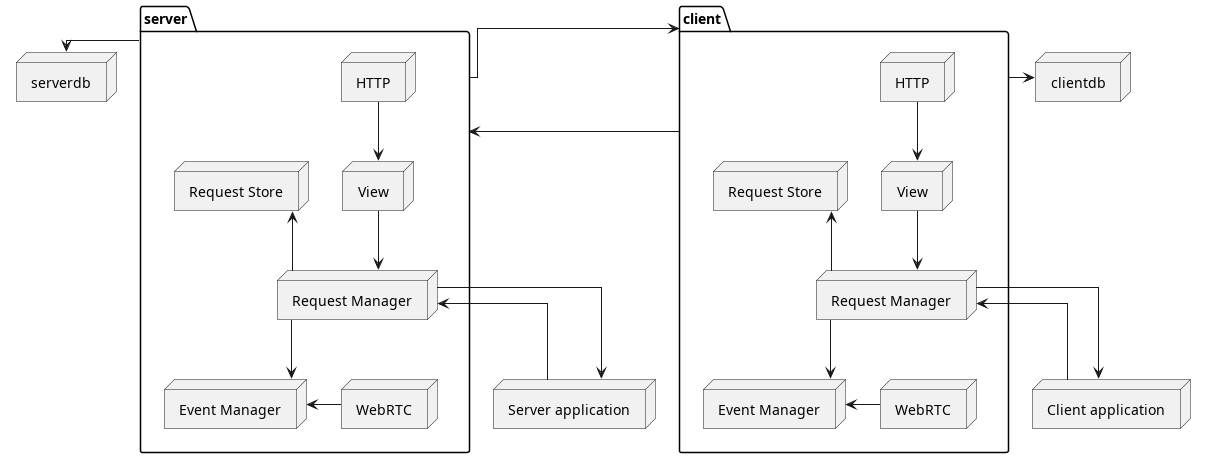 server
client
serverdb
HTTP
HTTP
clientdb
Request Store
View
Request Store
View
Request Manager
Request Manager
Event Manager
WebRTC
Server application
Event Manager
WebRTC
Client application